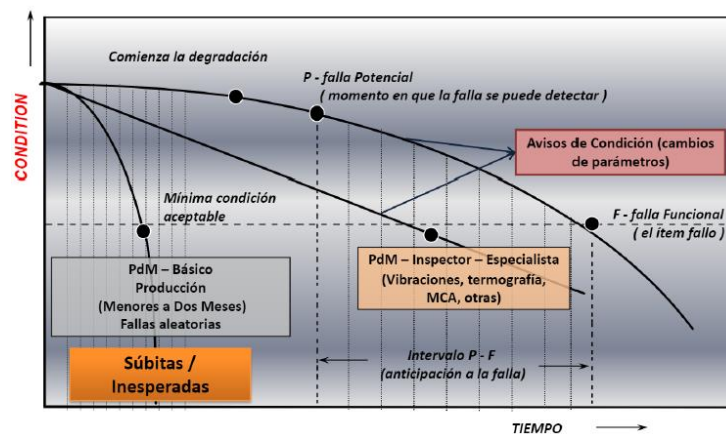 Comienza la degradación
P - falla Potencial
( momento en que la falla se puede detectar )
CONDITION
Avisos de Condición (cambios
de parámetros)
Mínima condición
aceptable
F - falla Funcional
( el ítem fallo )
PdM – Básico
Producción
(Menores a Dos Meses)
Fallas aleatorias
PdM – Inspector – Especialista
(Vibraciones, termografía,
MCA, otras)
Súbitas /
Inesperadas
Intervalo P - F
(anticipación a la falla)
TIEMPO